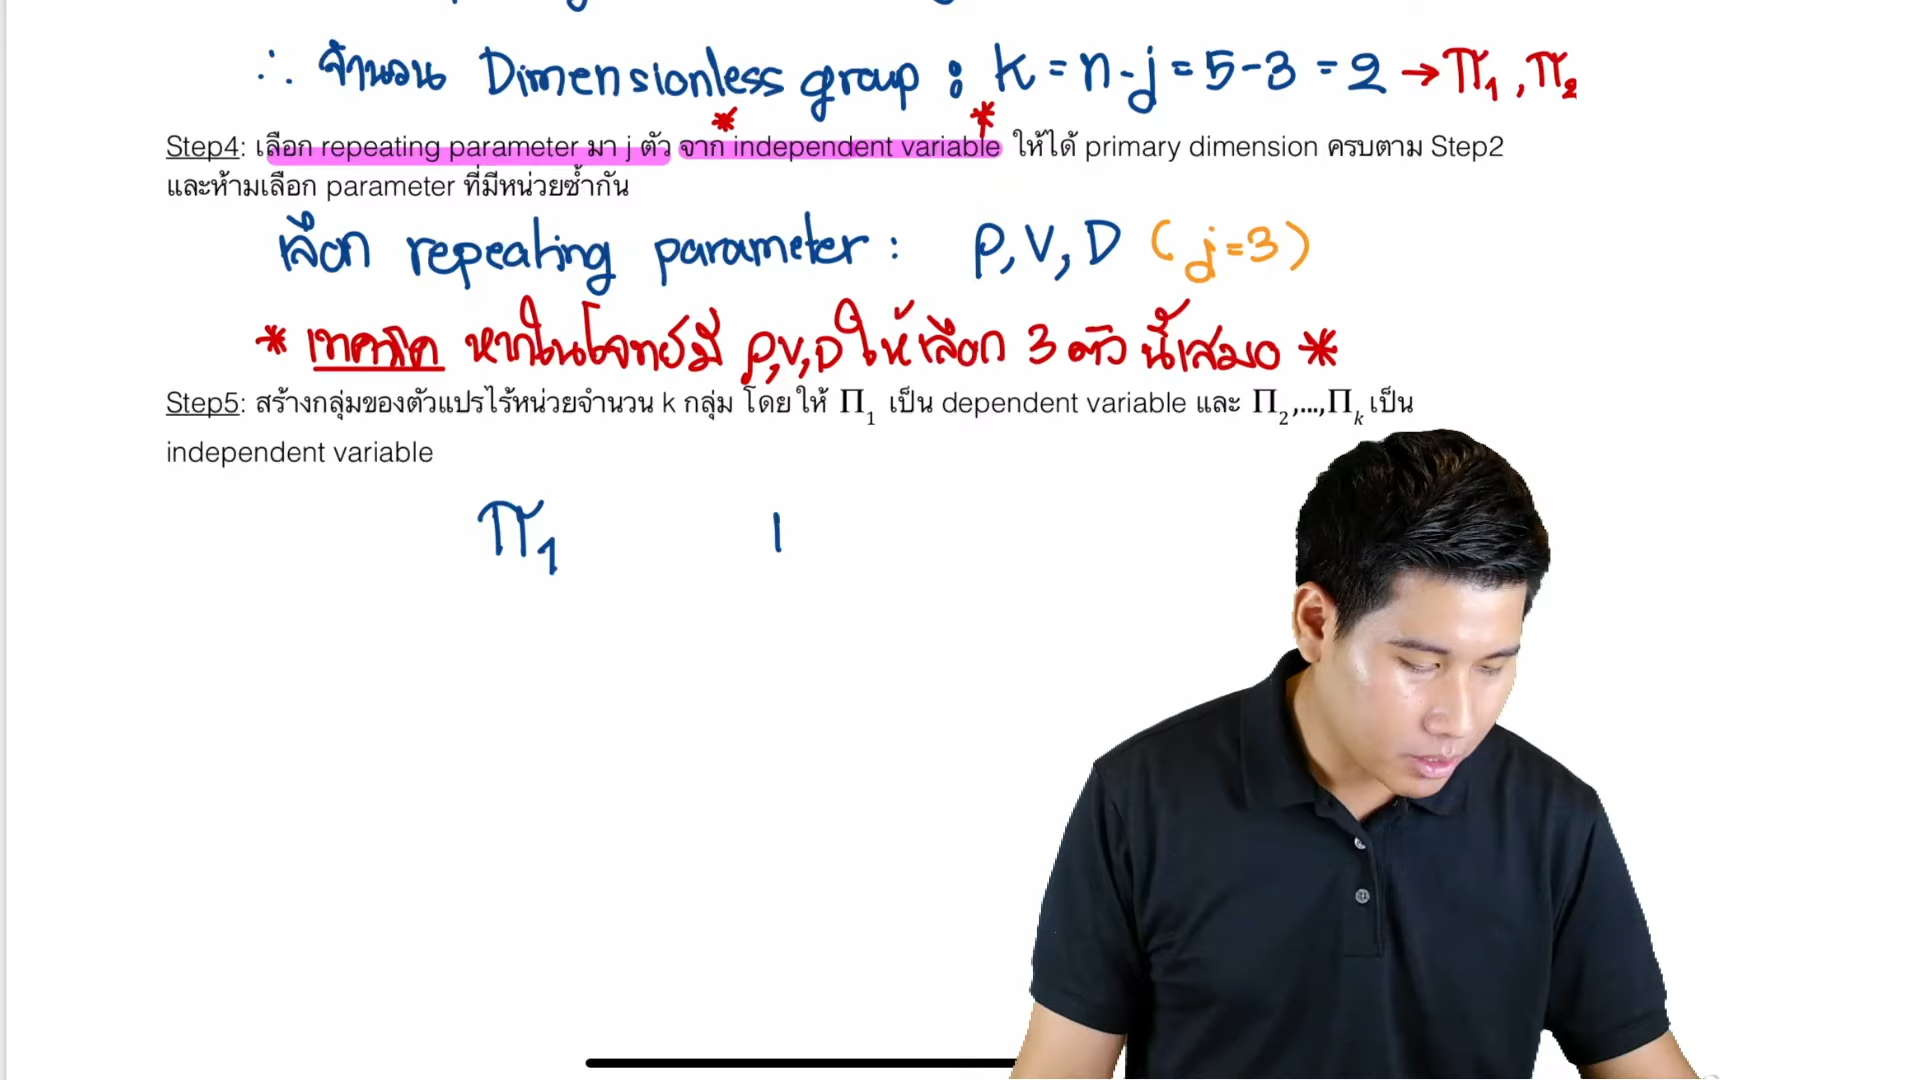 ∴ จำนวน Dimensionless group : k = n - j = 5 - 3 = 2 → π₁ , π₂
Step4: เลือก repeating parameter มา j ตัว จาก independent variable ให้ได้ primary dimension ครบตาม Step2
และห้ามเลือก parameter ที่มีหน่วยซ้ำกัน
เลือก repeating parameter : ρ, V, D ( j = 3 )
* เทคนิค หากในโจทย์มี ρ, V, D ให้เลือก 3 ตัว นี้เสมอ *
Step5: สร้างกลุ่มของตัวแปรไร้หน่วยจำนวน k กลุ่ม โดย ให้ Π₁ เป็น dependent variable และ Π₂,...,Πₖ เป็น
independent variable
π₁